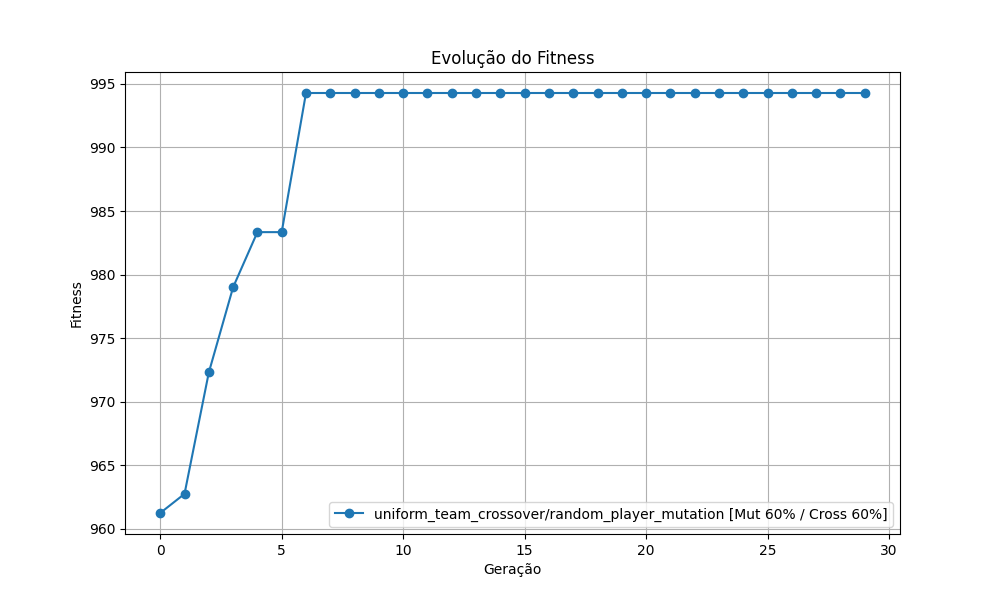 Evolução do Fitness
995
990
985
980
975
970
965
960
Fitness
uniform_team_crossover/random_player_mutation [Mut 60% / Cross 60%]
0 5 10 15 20 25 30
Geração